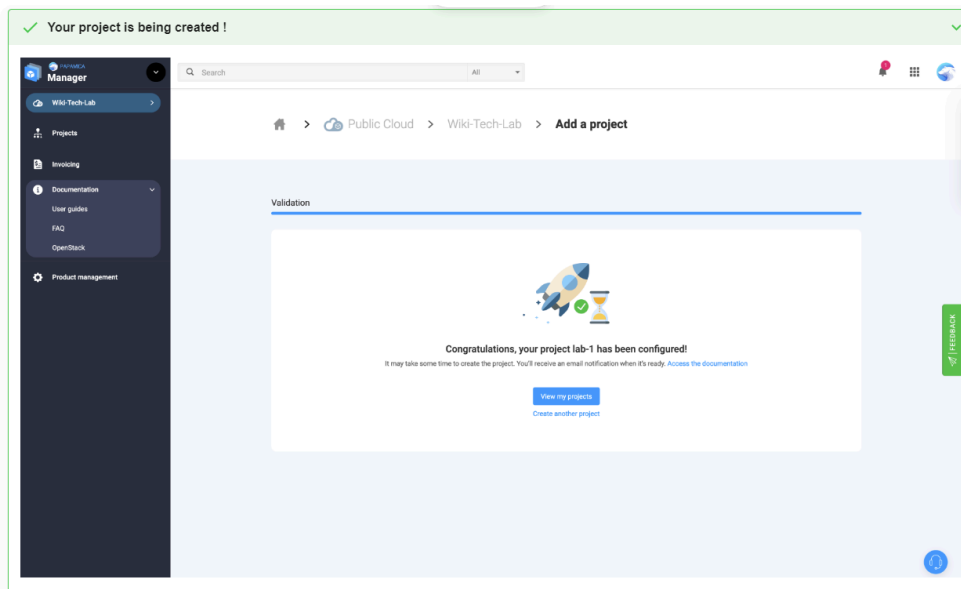 Your project is being created !
PAPAMICA
Manager
Search
All
1
Wiki-Tech-Lab
Projects
Invoicing
Documentation
User guides
FAQ
OpenStack
Product management
Public Cloud > Wiki-Tech-Lab > Add a project
Validation
Congratulations, your project lab-1 has been configured!
It may take some time to create the project. You'll receive an email notification when it's ready. Access the documentation
View my projects
Create another project
FEEDBACK